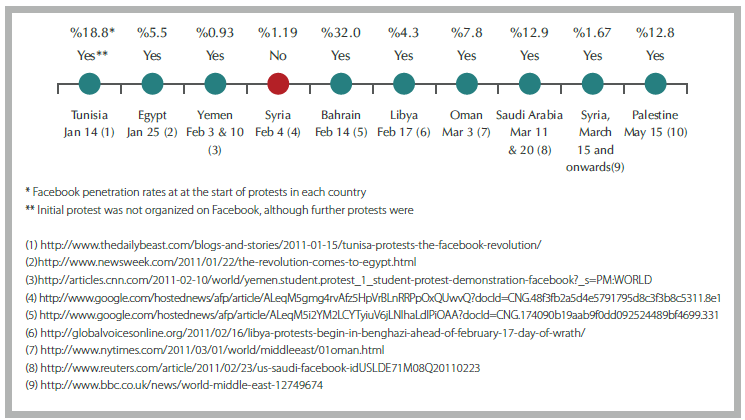 %18.8* %5.5 %0.93 %1.19 %32.0 %4.3 %7.8 %12.9 %1.67 %12.8
Yes** Yes Yes No Yes Yes Yes Yes Yes Yes
Tunisia Egypt Yemen Syria Bahrain Libya Oman Saudi Arabia Syria, Palestine
Jan 14 (1) Jan 25 (2) Feb 3 & 10 Feb 4 (4) Feb 14 (5) Feb 17 (6) Mar 3 (7) Mar 11 March May 15 (10)
(3) & 20 (8) 15 and
onwards(9)
* Facebook penetration rates at at the start of protests in each country
** Initial protest was not organized on Facebook, although further protests were
(1) http://www.thedailybeast.com/blogs-and-stories/2011-01-15/tunisa-protests-the-facebook-revolution/
(2)http://www.newsweek.com/2011/01/22/the-revolution-comes-to-egypt.html
(3)http://articles.cnn.com/2011-02-10/world/yemen.student.protest_1_student-protest-demonstration-facebook?_s=PM:WORLD
(4) http://www.google.com/hostednews/afp/article/ALeqM5gmg4rvAfz5HpVrBLnRRPpOxQUwvQ?docId=CNG.48f3fb2a5d4e5791795d8c3f3b8c5311.8e1
(5) http://www.google.com/hostednews/afp/article/ALeqM5i2YM2LCYTyiuV6jLNlhaLdlPiOAA?docId=CNG.174090b19aab9f0dd092524489bf4699.331
(6) http://globalvoicesonline.org/2011/02/16/libya-protests-begin-in-benghazi-ahead-of-february-17-day-of-wrath/
(7) http://www.nytimes.com/2011/03/01/world/middleeast/01oman.html
(8) http://www.reuters.com/article/2011/02/23/us-saudi-facebook-idUSLDE71M08Q20110223
(9) http://www.bbc.co.uk/news/world-middle-east-12749674